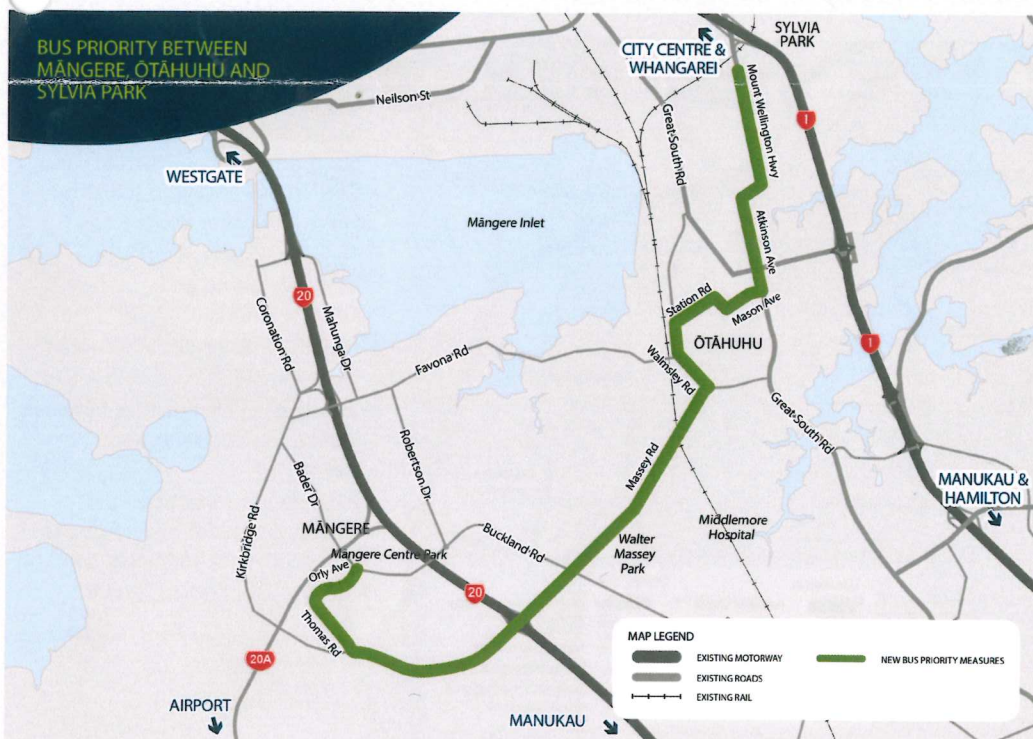 BUS PRIORITY BETWEEN
MĀNGERE, ŌTĀHUHU AND
SYLVIA PARK
SYLVIA
PARK
CITY CENTRE &
WHANGAREI
Neilson St
Great South Rd
Mount Wellington Hwy
1
WESTGATE
Māngere Inlet
Atkinson Ave
20
Coronation Rd
Mahunga Dr
Station Rd
Mason Ave
ŌTĀHUHU
1
Favona Rd
Walmsley Rd
Great South Rd
Robertson Dr
Bader Dr
Massey Rd
MANUKAU &
HAMILTON
Kirkbridge Rd
MĀNGERE
Mangere Centre Park
Buckland Rd
Walter
Massey
Park
Middlemore
Hospital
Orly Ave
20
Thomas Rd
20A
AIRPORT
MANUKAU
MAP LEGEND
EXISTING MOTORWAY
NEW BUS PRIORITY MEASURES
EXISTING ROADS
EXISTING RAIL